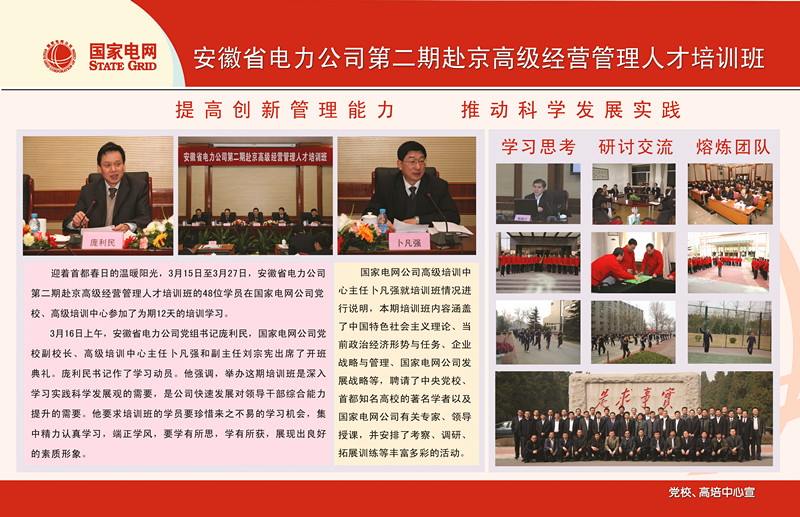 国家电网
STATE GRID
安徽省电力公司第二期赴京高级经营管理人才培训班
提高创新管理能力 推动科学发展实践
庞利民
安徽省电力公司第二期赴京高级经营管理人才培训班
卜凡强
迎着首都春日的温暖阳光，3月15日至3月27日，安徽省电力公司
第二期赴京高级经营管理人才培训班的48位学员在国家电网公司党
校、高级培训中心参加了为期12天的培训学习。
3月16日上午，安徽省电力公司党组书记庞利民，国家电网公司党
校副校长、高级培训中心主任卜凡强和副主任刘宗宪出席了开班
典礼。庞利民书记作了学习动员。他强调，举办这期培训班是深入
学习实践科学发展观的需要，是公司快速发展对领导干部综合能力
提升的需要。他要求培训班的学员要珍惜来之不易的学习机会，集
中精力认真学习，端正学风，要学有所思，学有所获，展现出良好
的素质形象。
国家电网公司高级培训中
心主任卜凡强就培训班情况进
行说明，本期培训班内容涵盖
了中国特色社会主义理论、当
前政治经济形势与任务、企业
战略与管理、国家电网公司发
展战略等，聘请了中央党校、
首都知名高校的著名学者以及
国家电网公司有关专家、领导
授课，并安排了考察、调研、
拓展训练等丰富多彩的活动。
学习思考 研讨交流 熔炼团队
实事求是
党校、高培中心宣